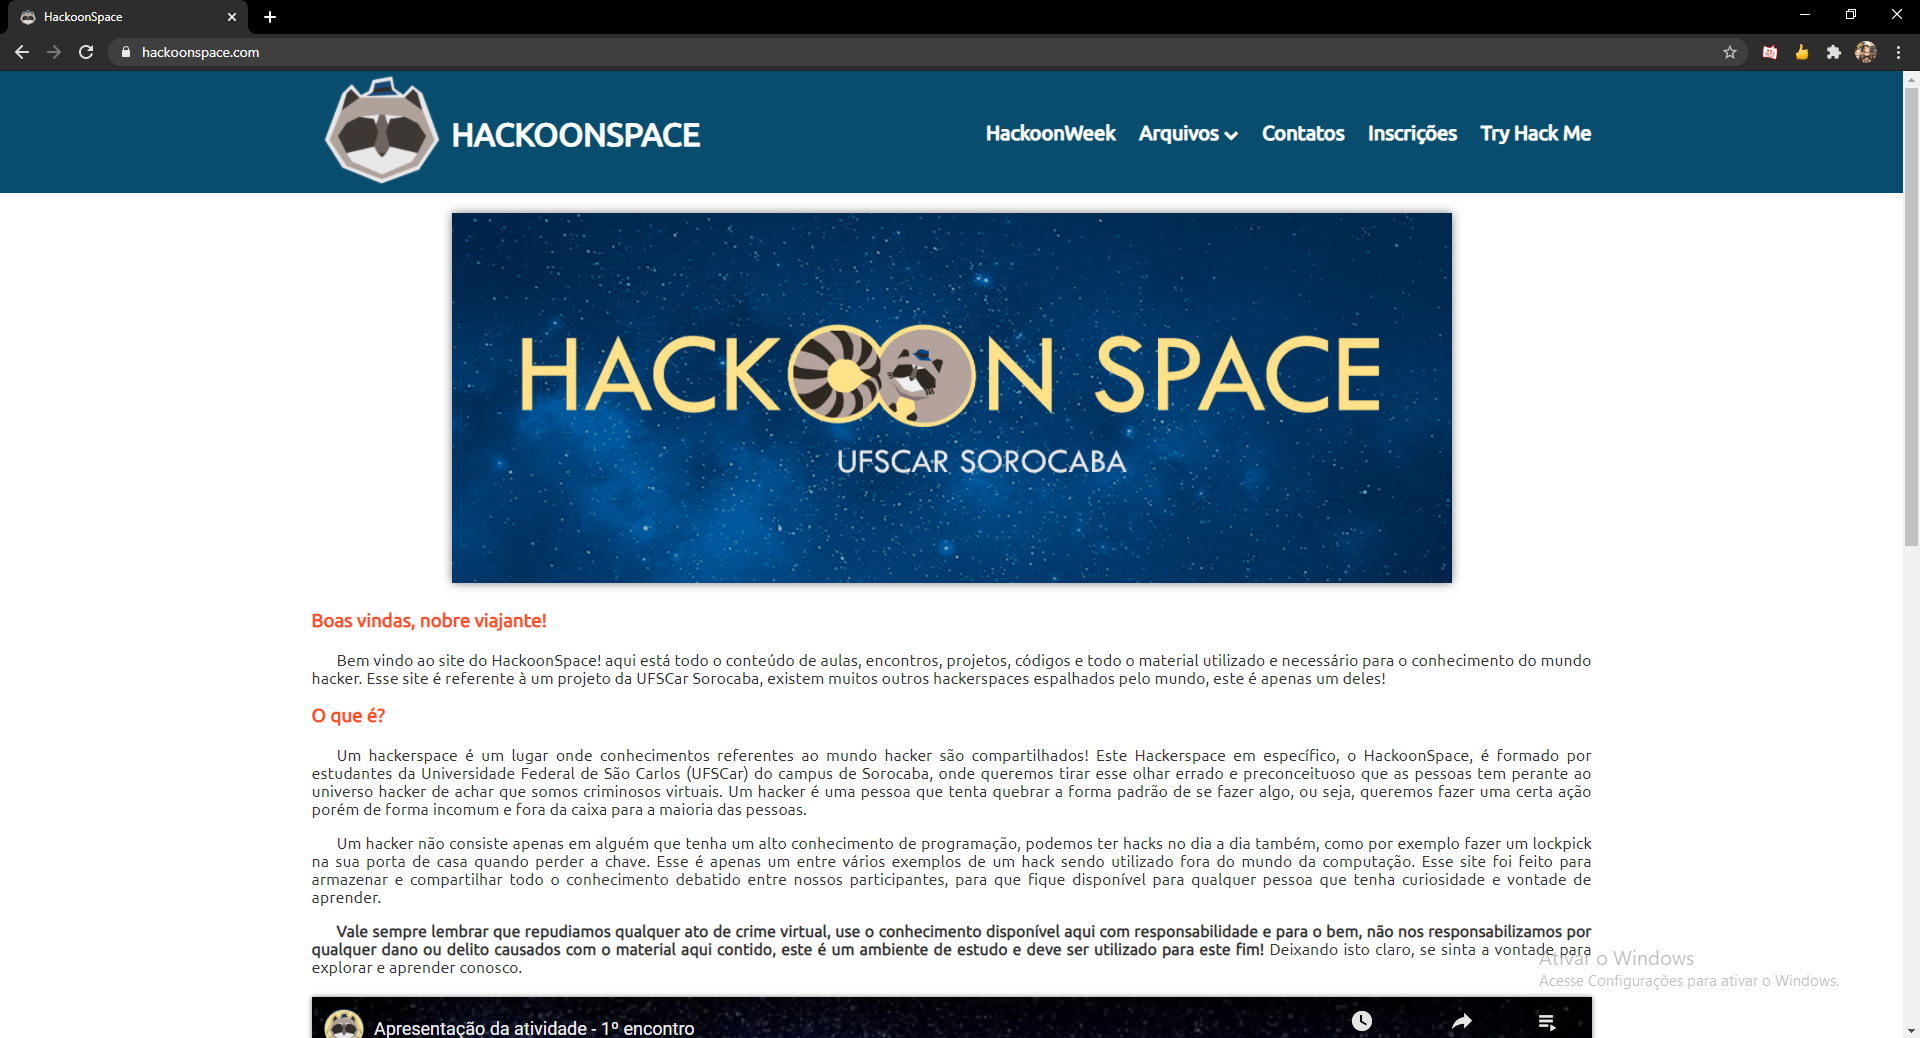 HackoonSpace
hackoonspace.com
HACKOONSPACE
HackoonWeek Arquivos Contatos Inscrições Try Hack Me
HACKOON SPACE
UFSCAR SOROCABA
Boas vindas, nobre viajante!
Bem vindo ao site do HackoonSpace! aqui está todo o conteúdo de aulas, encontros, projetos, códigos e todo o material utilizado e necessário para o conhecimento do mundo
hacker. Esse site é referente à um projeto da UFSCar Sorocaba, existem muitos outros hackerspaces espalhados pelo mundo, este é apenas um deles!
O que é?
Um hackerspace é um lugar onde conhecimentos referentes ao mundo hacker são compartilhados! Este Hackerspace em específico, o HackoonSpace, é formado por
estudantes da Universidade Federal de São Carlos (UFSCar) do campus de Sorocaba, onde queremos tirar esse olhar errado e preconceituoso que as pessoas tem perante ao
universo hacker de achar que somos criminosos virtuais. Um hacker é uma pessoa que tenta quebrar a forma padrão de se fazer algo, ou seja, queremos fazer uma certa ação
porém de forma incomum e fora da caixa para a maioria das pessoas.
Um hacker não consiste apenas em alguém que tenha um alto conhecimento de programação, podemos ter hacks no dia a dia também, como por exemplo fazer um lockpick
na sua porta de casa quando perder a chave. Esse é apenas um entre vários exemplos de um hack sendo utilizado fora do mundo da computação. Esse site foi feito para
armazenar e compartilhar todo o conhecimento debatido entre nossos participantes, para que fique disponível para qualquer pessoa que tenha curiosidade e vontade de
aprender.
Vale sempre lembrar que repudiamos qualquer ato de crime virtual, use o conhecimento disponível aqui com responsabilidade e para o bem, não nos responsabilizamos por
qualquer dano ou delito causados com o material aqui contido, este é um ambiente de estudo e deve ser utilizado para este fim! Deixando isto claro, se sinta a vontade para
explorar e aprender conosco.
Ativar o Windows
Acesse Configurações para ativar o Windows.
Apresentação da atividade - 1º encontro